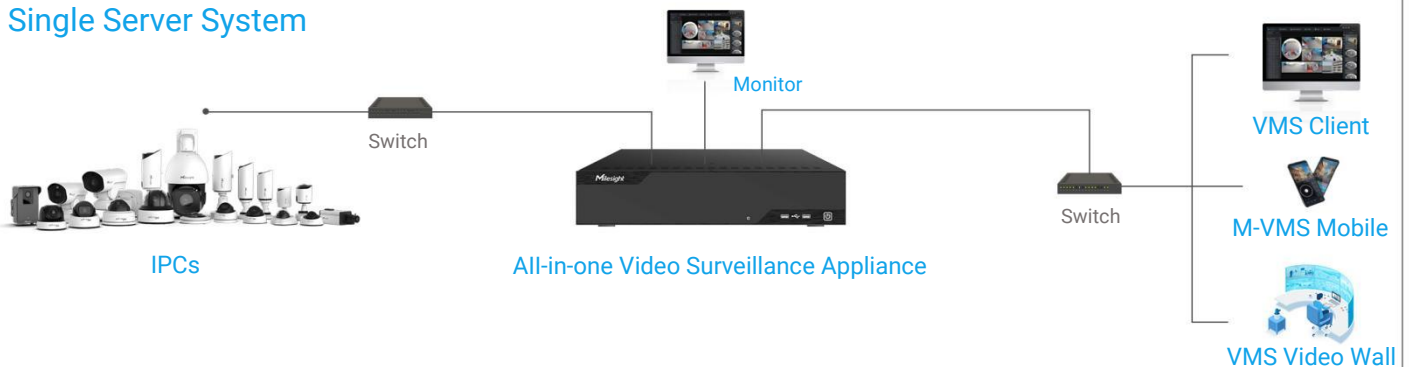 Single Server System
Monitor
Switch
VMS Client
Milesight
Switch
M-VMS Mobile
IPCs
All-in-one Video Surveillance Appliance
VMS Video Wall